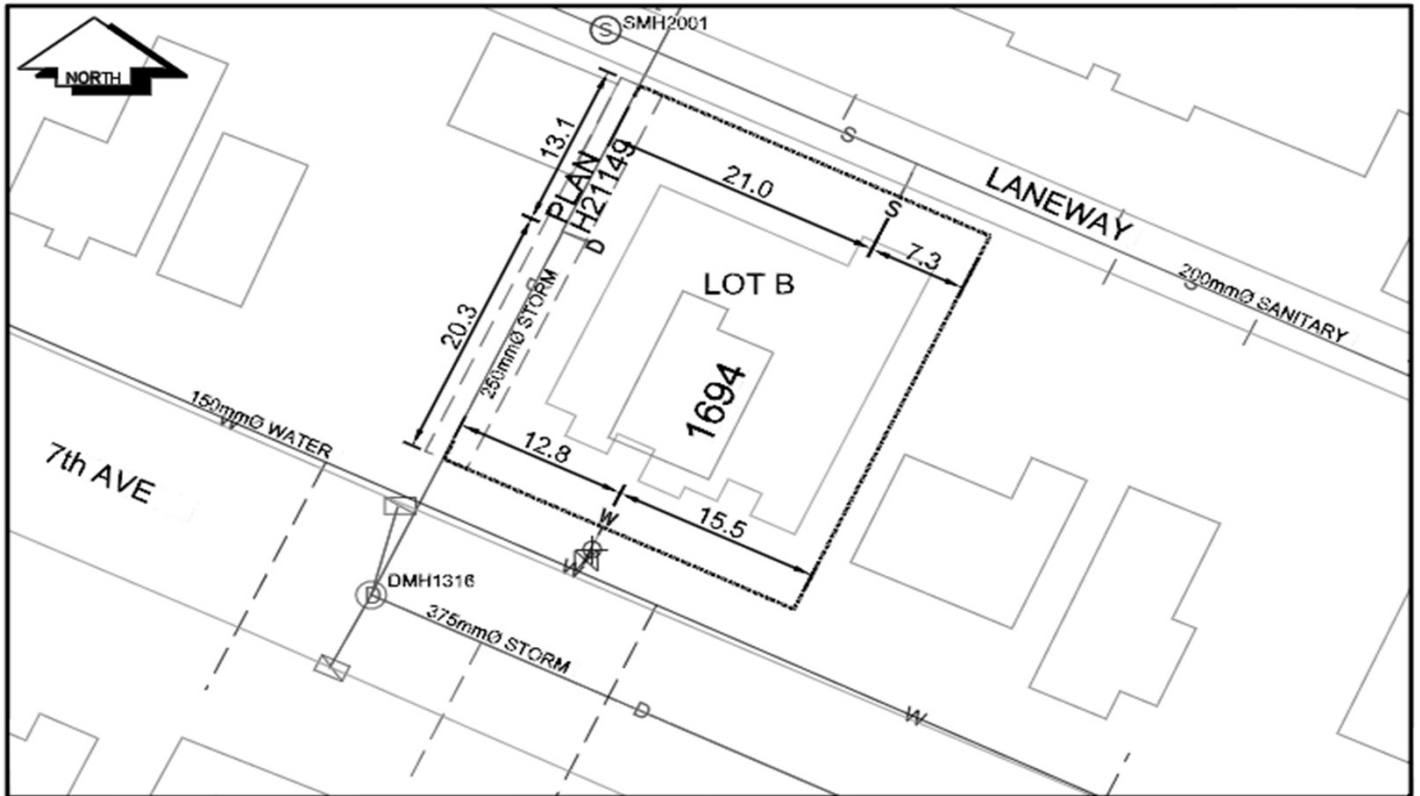 SMH2001
S
NORTH
13.1
PLAN
H21149
21.0
S
LANEWAY
S
7.3
D
LOT B
200mmØ SANITARY
S
20.3
250mmØ STORM
D
1694
150mmØ WATER
W
12.8
7th AVE
15.5
W
W
DMH1316
D
375mmØ STORM
D
W